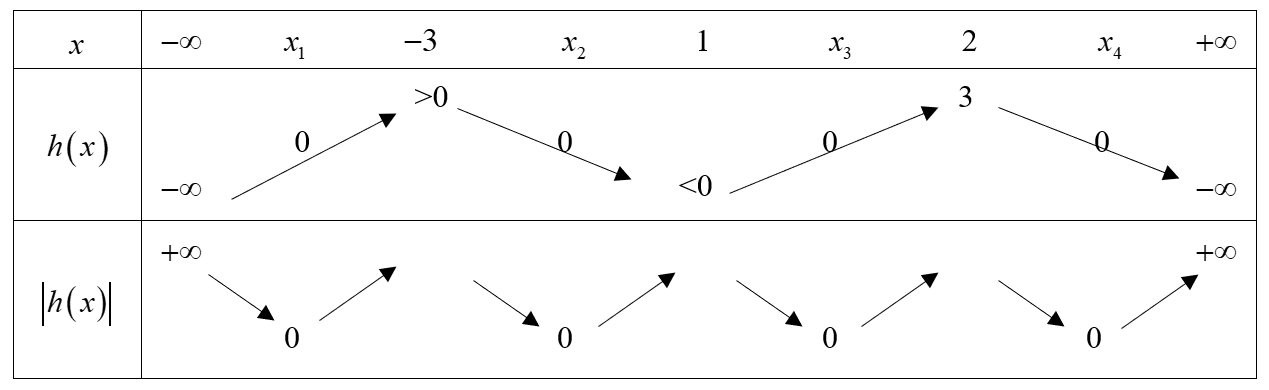 x −∞ x₁ −3 x₂ 1 x₃ 2 x₄ +∞
>0 3
h(x) 0 0 0 0
−∞ <0 −∞
+∞ +∞
|h(x)|
0 0 0 0